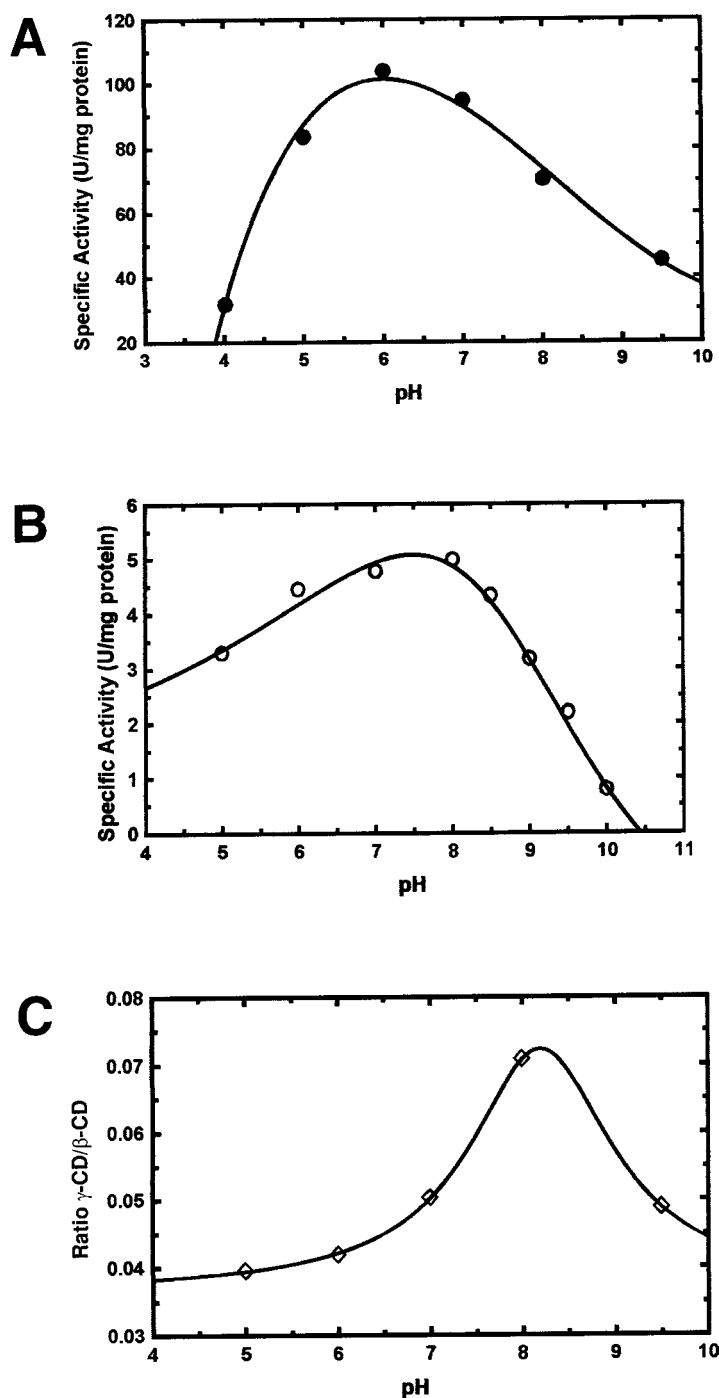 A
Specific Activity (U/mg protein)
120
100
80
60
40
20
3 4 5 6 7 8 9 10
pH
B
Specific Activity (U/mg protein)
6
5
4
3
2
1
0
4 5 6 7 8 9 10 11
pH
C
Ratio γ-CD/β-CD
0.08
0.07
0.06
0.05
0.04
0.03
4 5 6 7 8 9 10
pH